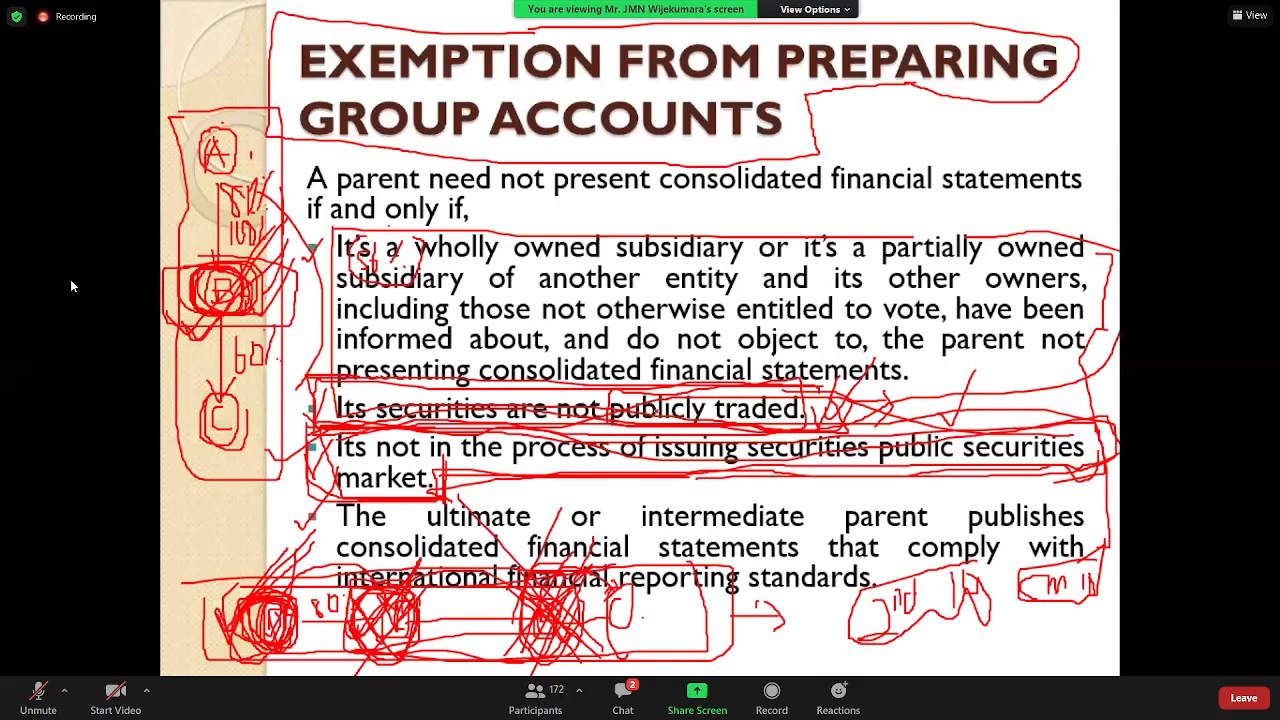 Recording
You are viewing Mr. JMN Wijekumara's screen
View Options
View
EXEMPTION FROM PREPARING
GROUP ACCOUNTS
A parent need not present consolidated financial statements
if and only if,
It's a wholly owned subsidiary or it's a partially owned
subsidiary of another entity and its other owners,
including those not otherwise entitled to vote, have been
informed about, and do not object to, the parent not
presenting consolidated financial statements.
Its securities are not publicly traded.
Its not in the process of issuing securities public securities
market.
The ultimate or intermediate parent publishes
consolidated financial statements that comply with
international financial reporting standards.
A
B
C
80
Unmute
Start Video
172
Participants
2
Chat
Share Screen
Record
Reactions
Leave